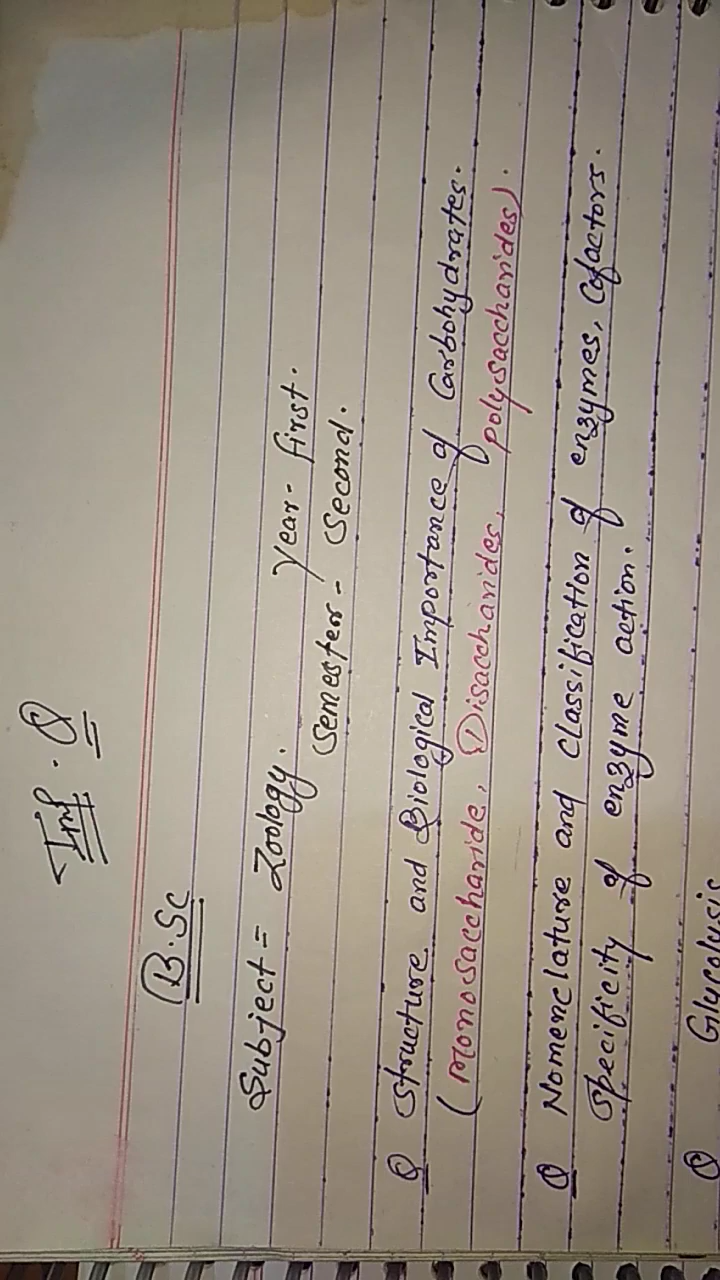 Imp. Q
B.Sc
Subject = Zoology. Year - first.
Semester - Second.
Q Structure and Biological Importance of Carbohydrates.
(Monosaccharide, Disaccharides, polysaccharides).
Q Nomenclature and Classification of enzymes, Cofactors.
Specificity of enzyme action.
Q Glycolysis